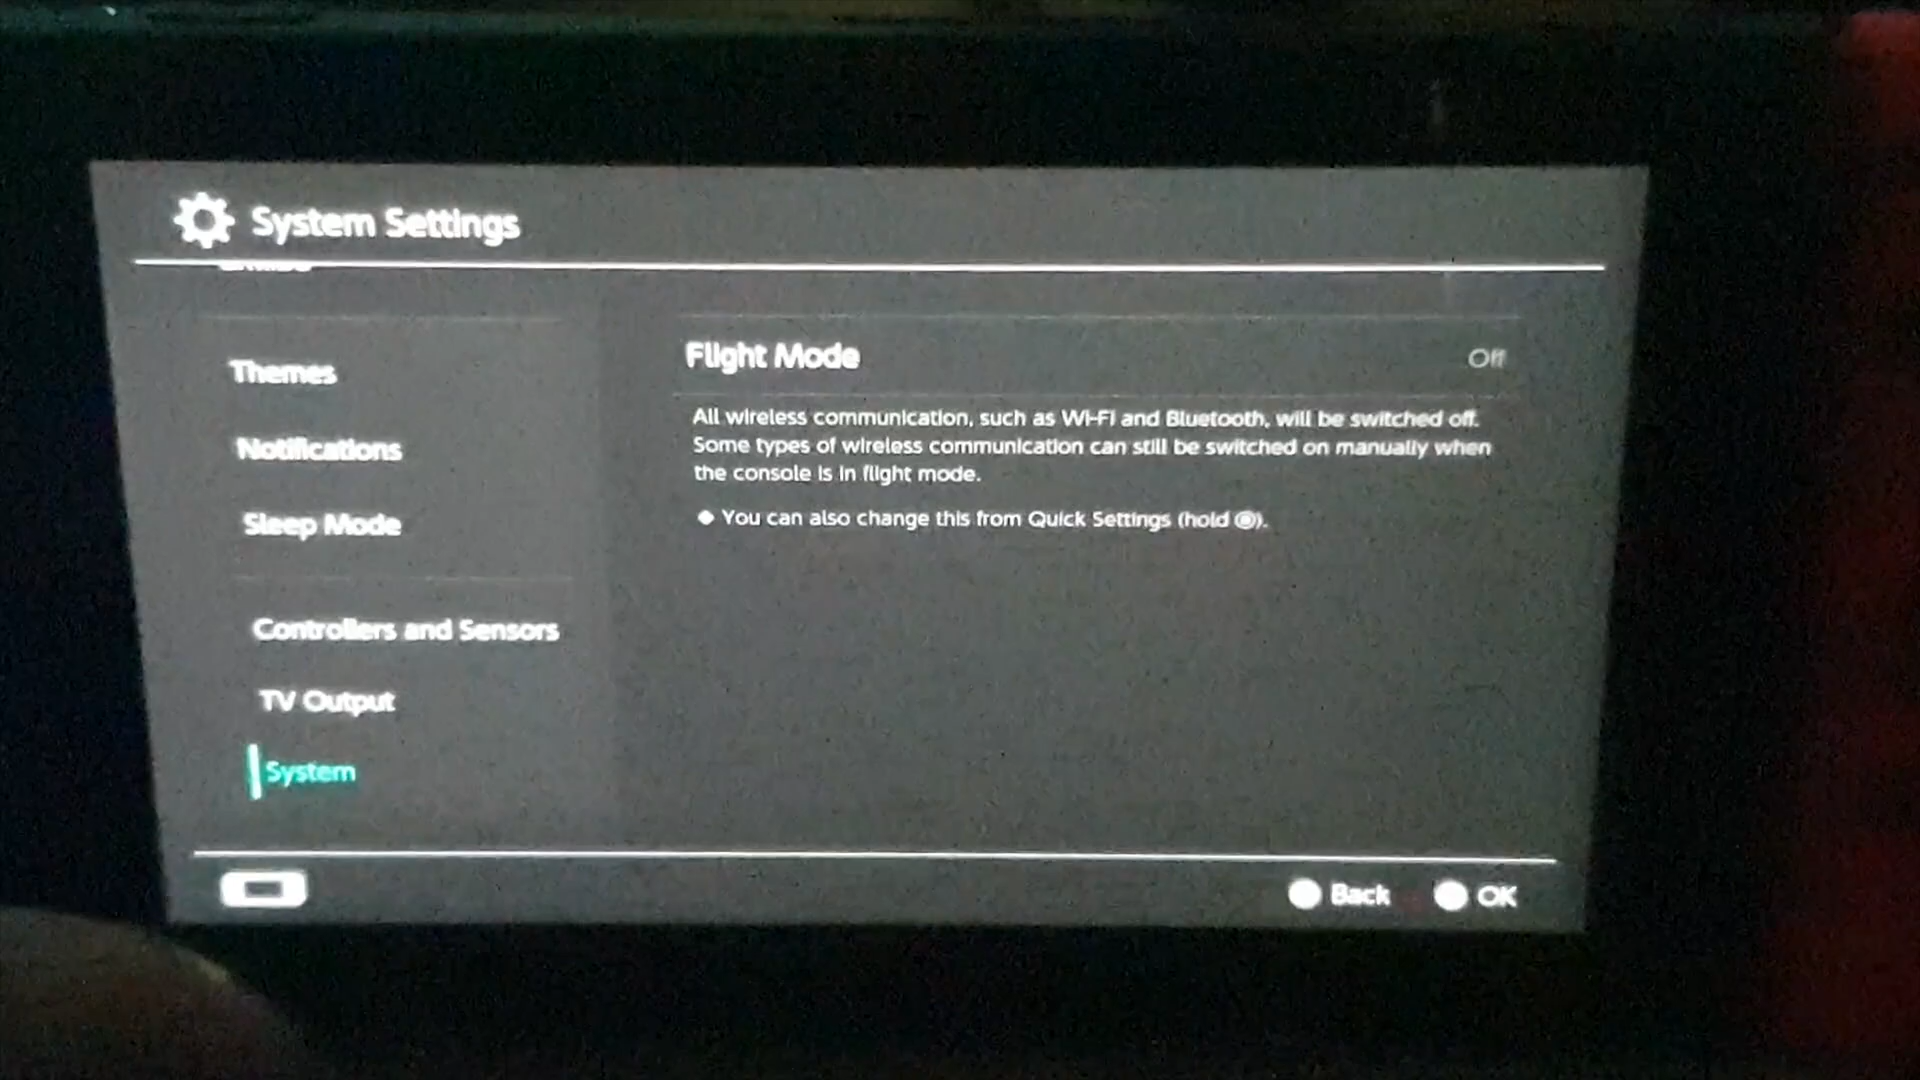 System Settings
Themes
Notifications
Sleep Mode
Controllers and Sensors
TV Output
System
Flight Mode
Off
All wireless communication, such as Wi-Fi and Bluetooth, will be switched off.
Some types of wireless communication can still be switched on manually when
the console is in flight mode.
◆ You can also change this from Quick Settings (hold ).
Back
OK